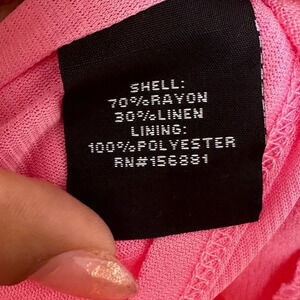 SHELL:
70%RAYON
30%LINEN
LINING:
100%POLYESTER
RN#156881